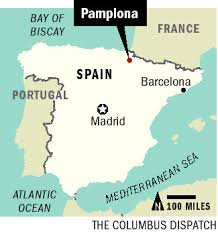 Pamplona
BAY OF
BISCAY
FRANCE
SPAIN
Barcelona
PORTUGAL
Madrid
MEDITERRANEAN SEA
ATLANTIC
OCEAN
100 MILES
THE COLUMBUS DISPATCH